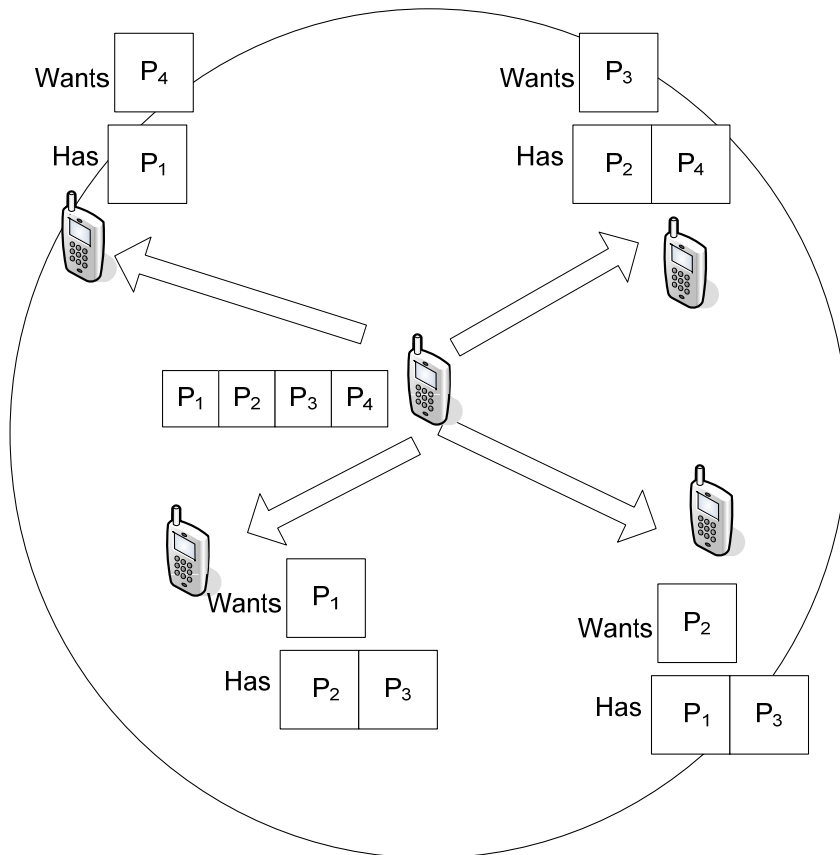 Wants P₄
Has P₁
Wants P₃
Has P₂ P₄
P₁ P₂ P₃ P₄
Wants P₁
Has P₂ P₃
Wants P₂
Has P₁ P₃